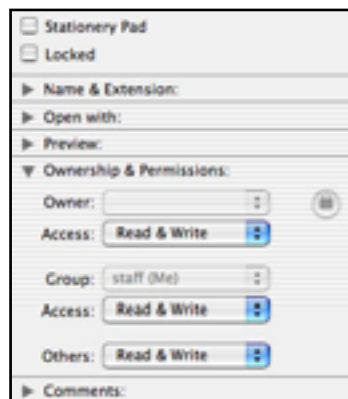 Stationery Pad
Locked
Name & Extension:
Open with:
Preview:
Ownership & Permissions:
Owner:
Access: Read & Write
Group: staff (Me)
Access: Read & Write
Others: Read & Write
Comments: